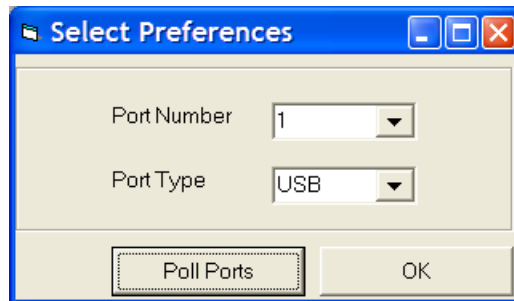 Select Preferences
Port Number 1
Port Type USB
Poll Ports OK